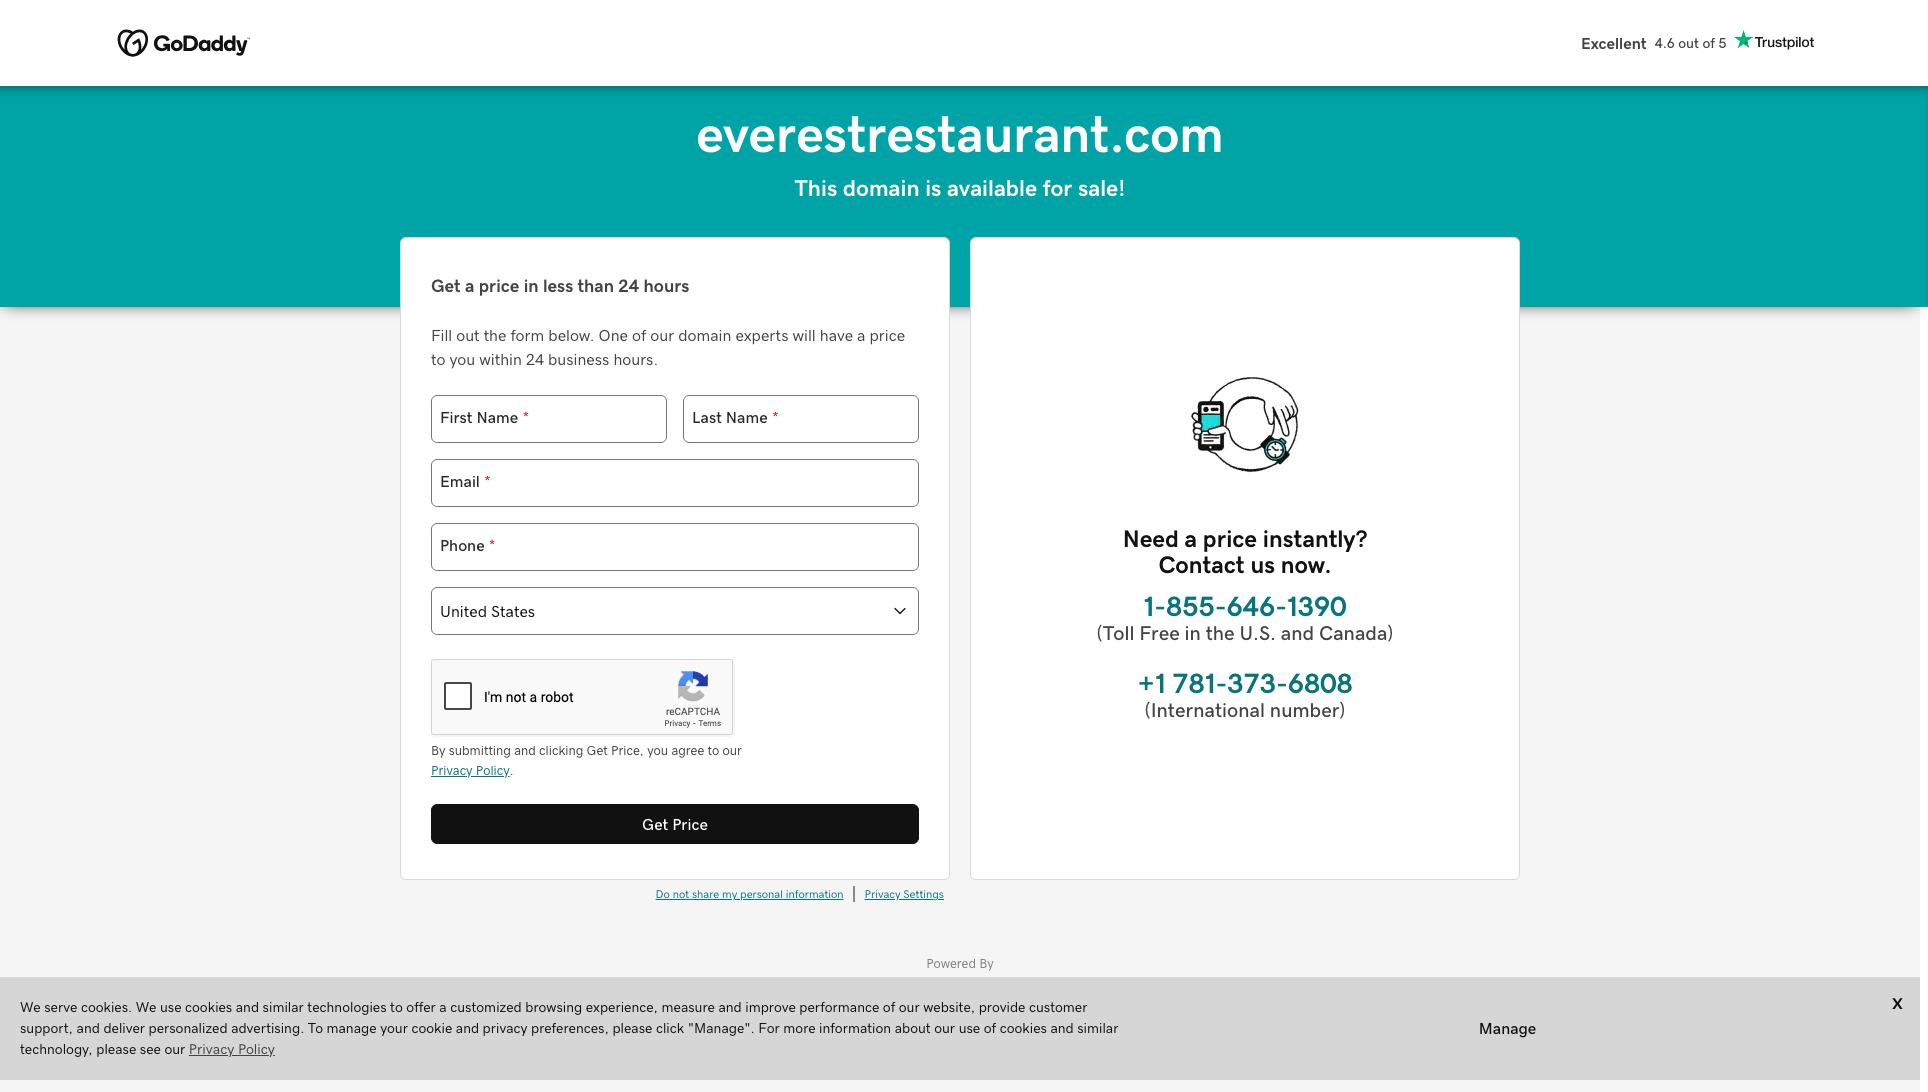 GoDaddy
Excellent 4.6 out of 5 Trustpilot
everestrestaurant.com
This domain is available for sale!
Get a price in less than 24 hours
Fill out the form below. One of our domain experts will have a price
to you within 24 business hours.
First Name *
Last Name *
Email *
Phone *
United States
I'm not a robot
reCAPTCHA
Privacy - Terms
By submitting and clicking Get Price, you agree to our
Privacy Policy.
Get Price
Need a price instantly?
Contact us now.
1-855-646-1390
(Toll Free in the U.S. and Canada)
+1 781-373-6808
(International number)
Do not share my personal information | Privacy Settings
Powered By
We serve cookies. We use cookies and similar technologies to offer a customized browsing experience, measure and improve performance of our website, provide customer
support, and deliver personalized advertising. To manage your cookie and privacy preferences, please click "Manage". For more information about our use of cookies and similar
technology, please see our Privacy Policy
Manage
X